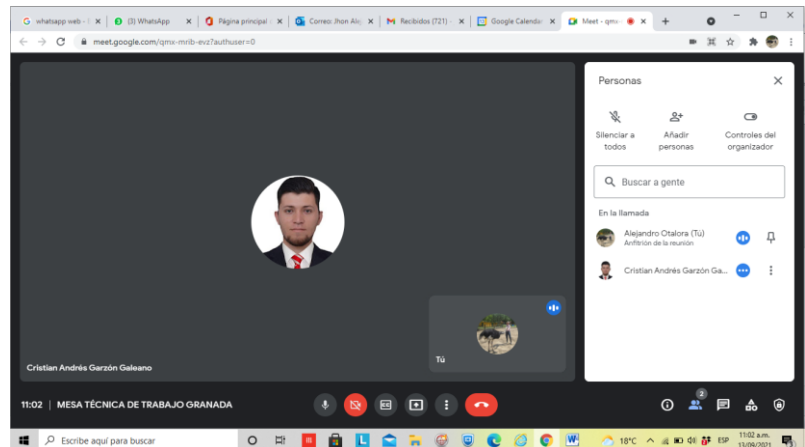 whatsapp web - 
(3) WhatsApp
Página principal
Correo: Jhon Alej
Recibidos (721) -
Google Calendar
Meet - qmx-
meet.google.com/qmx-mrib-evz?authuser=0
Personas
Silenciar a todos
Añadir personas
Controles del organizador
Buscar a gente
En la llamada
Alejandro Otalora (Tú)
Anfitrión de la reunión
Cristian Andrés Garzón Ga...
Tú
Cristian Andrés Garzón Galeano
11:02 | MESA TÉCNICA DE TRABAJO GRANADA
2
Escribe aquí para buscar
18°C
ESP
11:02 a.m.
13/09/2021